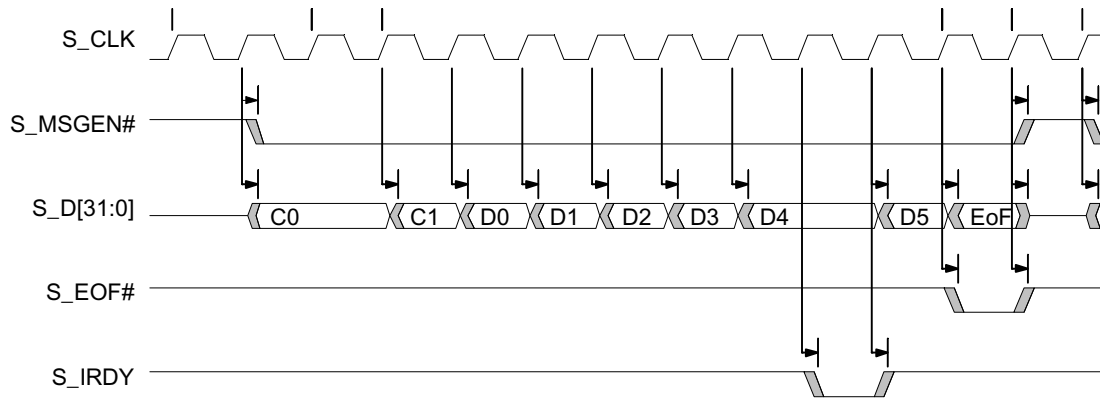 S_CLK
S_MSGEN#
S_D[31:0] C0 C1 D0 D1 D2 D3 D4 D5 EoF
S_EOF#
S_IRDY